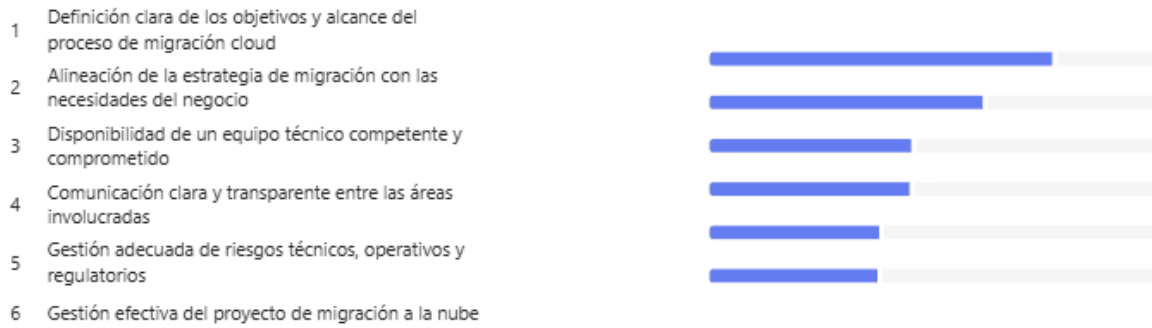 1 Definición clara de los objetivos y alcance del
proceso de migración cloud
2 Alineación de la estrategia de migración con las
necesidades del negocio
3 Disponibilidad de un equipo técnico competente y
comprometido
4 Comunicación clara y transparente entre las áreas
involucradas
5 Gestión adecuada de riesgos técnicos, operativos y
regulatorios
6 Gestión efectiva del proyecto de migración a la nube